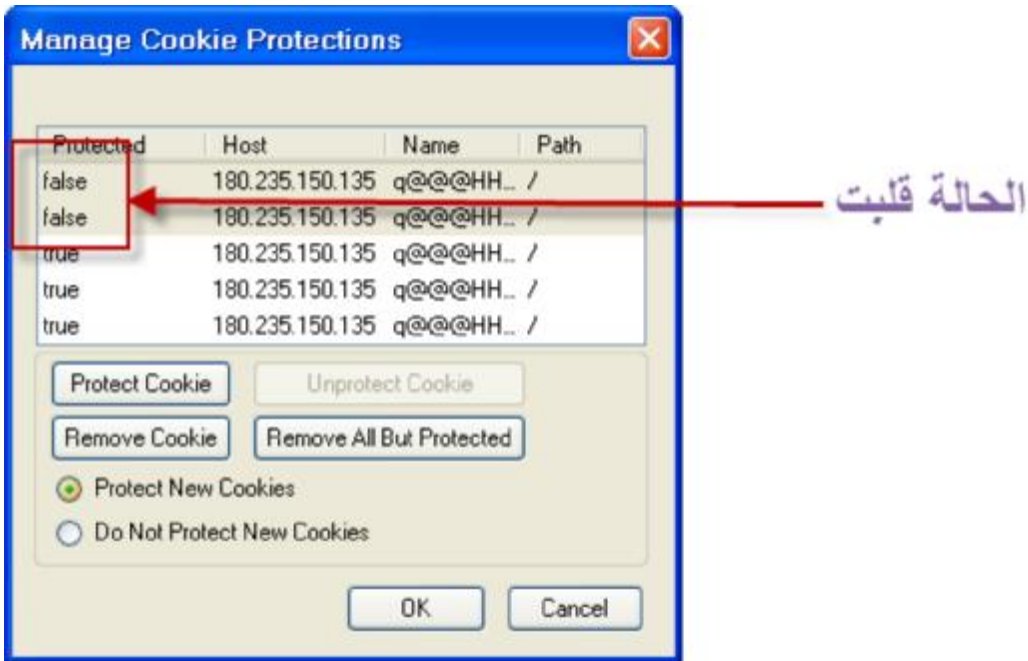 Manage Cookie Protections
Protected Host Name Path
false 180.235.150.135 q@@@HH... /
false 180.235.150.135 q@@@HH... /
true 180.235.150.135 q@@@HH... /
true 180.235.150.135 q@@@HH... /
true 180.235.150.135 q@@@HH... /
الحالة قلبت
Protect Cookie Unprotect Cookie
Remove Cookie Remove All But Protected
Protect New Cookies
Do Not Protect New Cookies
OK Cancel